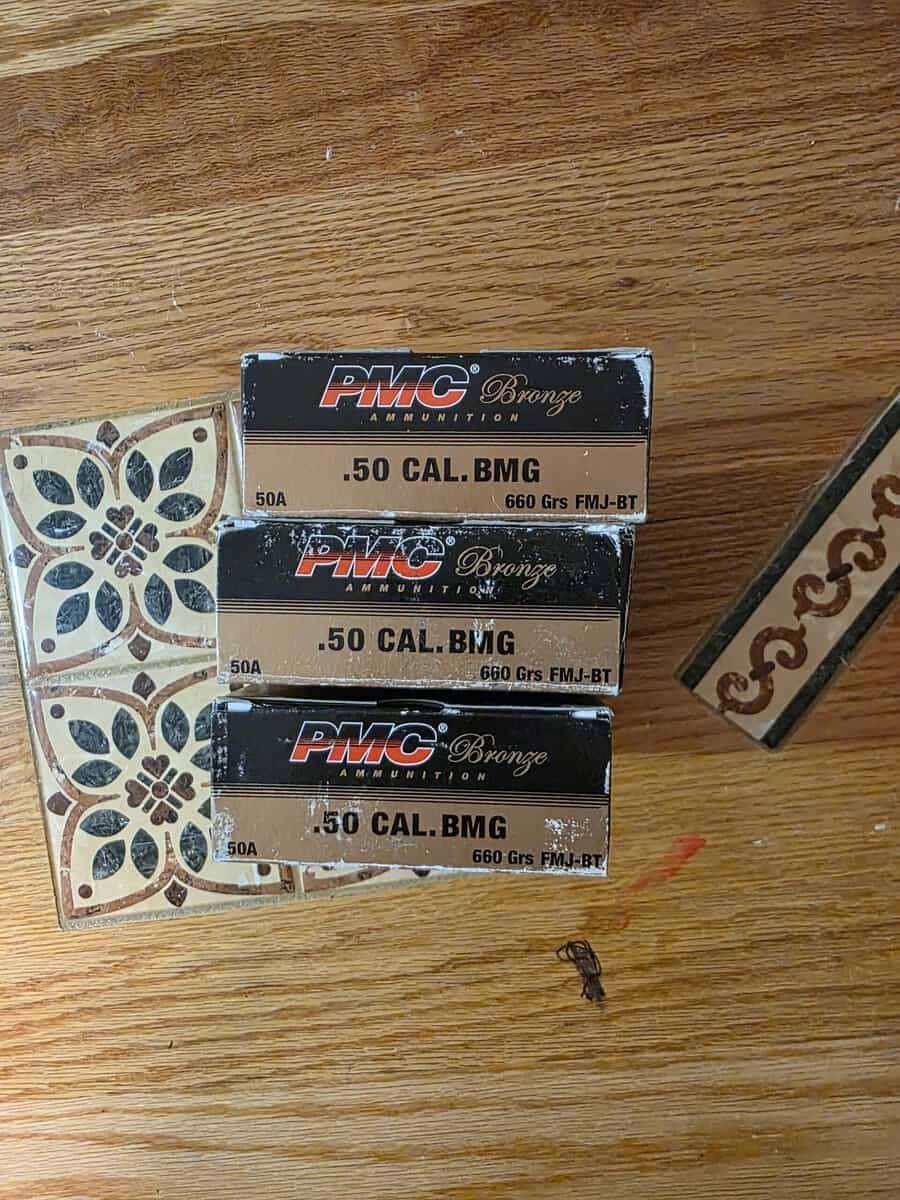 PMC® Bronze
AMMUNITION
.50 CAL. BMG
50A 660 Grs FMJ-BT
PMC® Bronze
AMMUNITION
.50 CAL. BMG
50A 660 Grs FMJ-BT
PMC® Bronze
AMMUNITION
.50 CAL. BMG
50A 660 Grs FMJ-BT